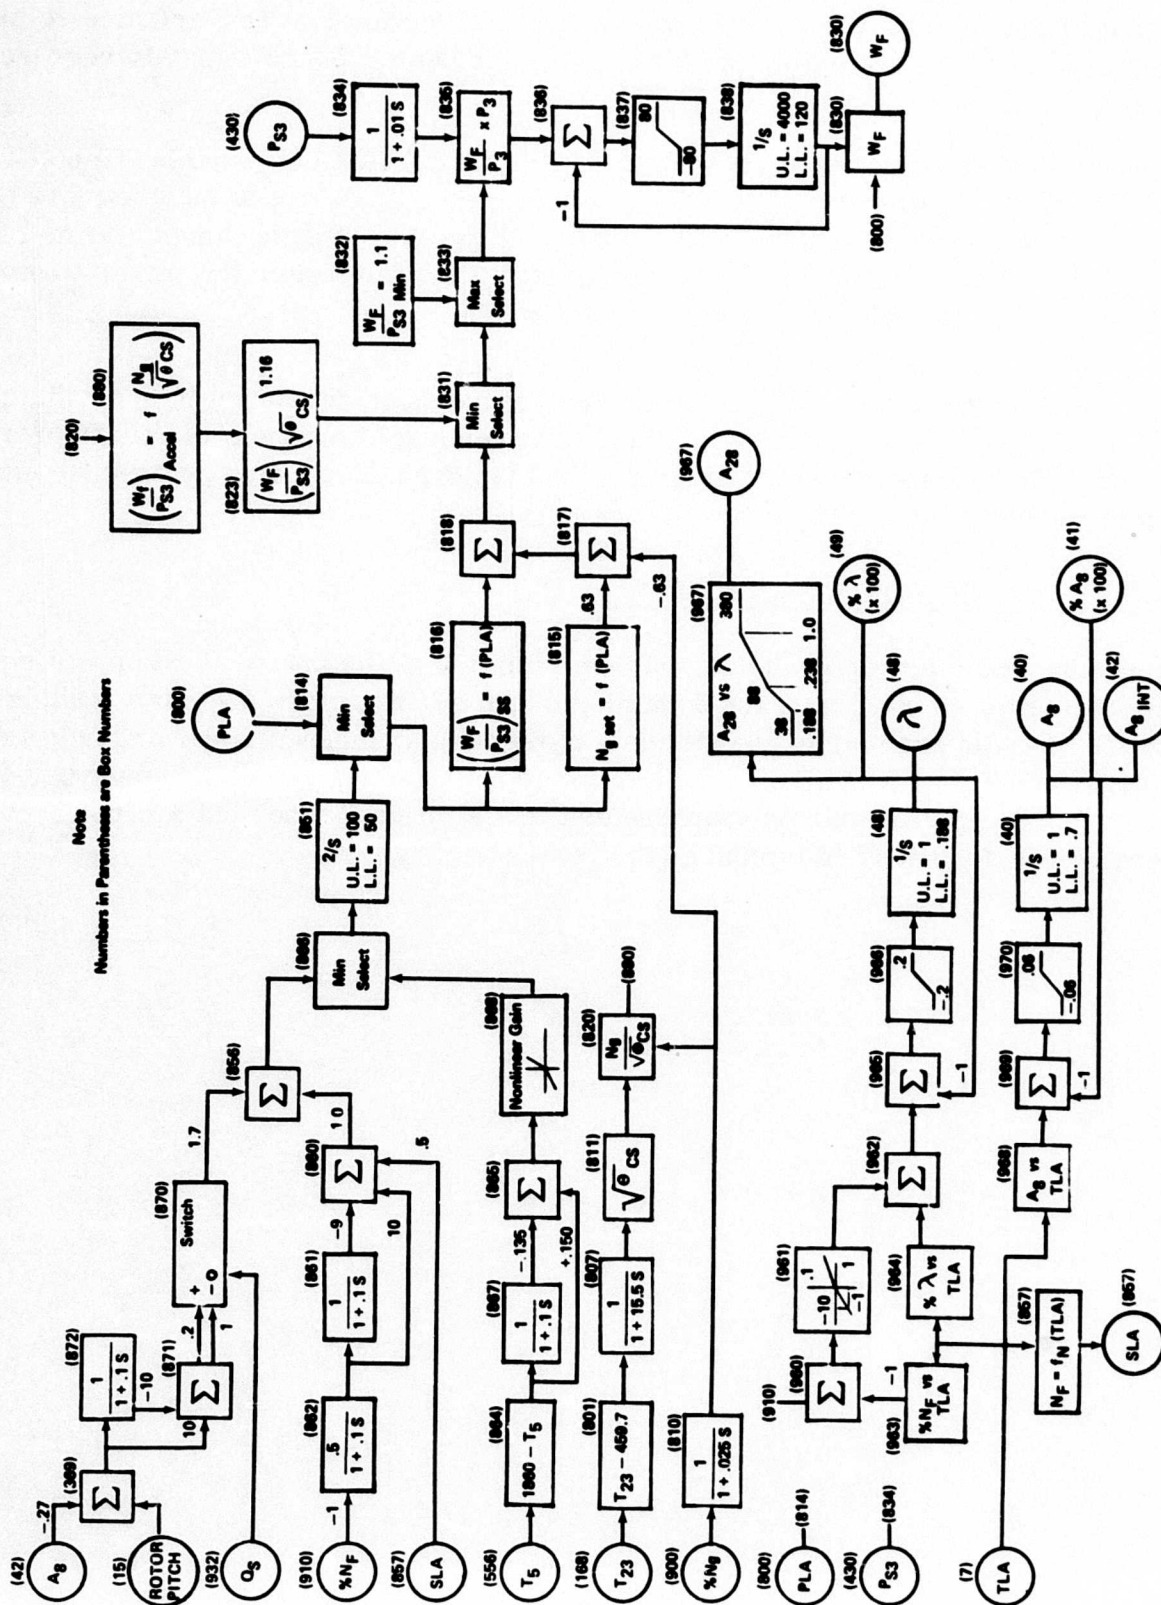 Note
Numbers in Parentheses are Box Numbers
(42)
A8
-.27
(15)
ROTOR
PITCH
(369)
Σ
(872)
1
1 + .1 S
-10
10
(871)
Σ
.2
1
(932)
QS
(870)
Switch
+
-0
1.7
(856)
Σ
(910)
%NF
-1
(862)
.5
1 + .1 S
(861)
1
1 + .1 S
-9
10
(860)
Σ
1.0
.5
(857)
SLA
(556)
T5
(864)
1860 - T5
(867)
1
1 + .1 S
-.135
+.150
(865)
Σ
Nonlinear Gain
Min
Select
(851)
2/S
U.L. = 100
L.L. = 50
(800)
PLA
(814)
Min
Select
(816)
(WF/PS3)SS = f (PLA)
(815)
Ng set = f (PLA)
.63
-.63
(817)
Σ
(818)
Σ
(168)
T23
(801)
T23 - 459.7
(807)
1
1 + 15.5 S
(811)
√θCS
(820)
Ng
√θCS
(880)
(900)
%Ng
(810)
1
1 + .025 S
(820)
(880)
(Wf/PS3)Accel = f (Ng/√θCS)
(823)
(WF/PS3) (√θCS)1.16
(831)
Min
Select
(832)
WF/PS3 Min = 1.1
(833)
Max
Select
(430)
PS3
(834)
1
1 + .01 S
(835)
WF/P3 x P3
(836)
Σ
-1
(837)
80
-80
(838)
1/S
U.L. = 4000
L.L. = 120
(800)
(830)
WF
(830)
WF
(800)
PLA
(814)
(430)
PS3
(834)
(7)
TLA
(910)
(960)
Σ
-1
(963)
%NF vs
TLA
(961)
-10
.1
-1
1
(964)
% λ vs
TLA
(857)
NF = fN (TLA)
(857)
SLA
(962)
Σ
(965)
Σ
-1
(966)
.2
-.2
(48)
1/S
U.L. = 1
L.L. = .188
(48)
λ
(49)
% λ
(x 100)
(967)
A28 vs λ
380
88
38
.188
.238
1.0
(967)
A28
(968)
A8 vs
TLA
(969)
Σ
-1
(970)
.06
-.06
(40)
1/S
U.L. = 1
L.L. = .7
(40)
A8
(41)
% A8
(x 100)
(42)
A8 INT